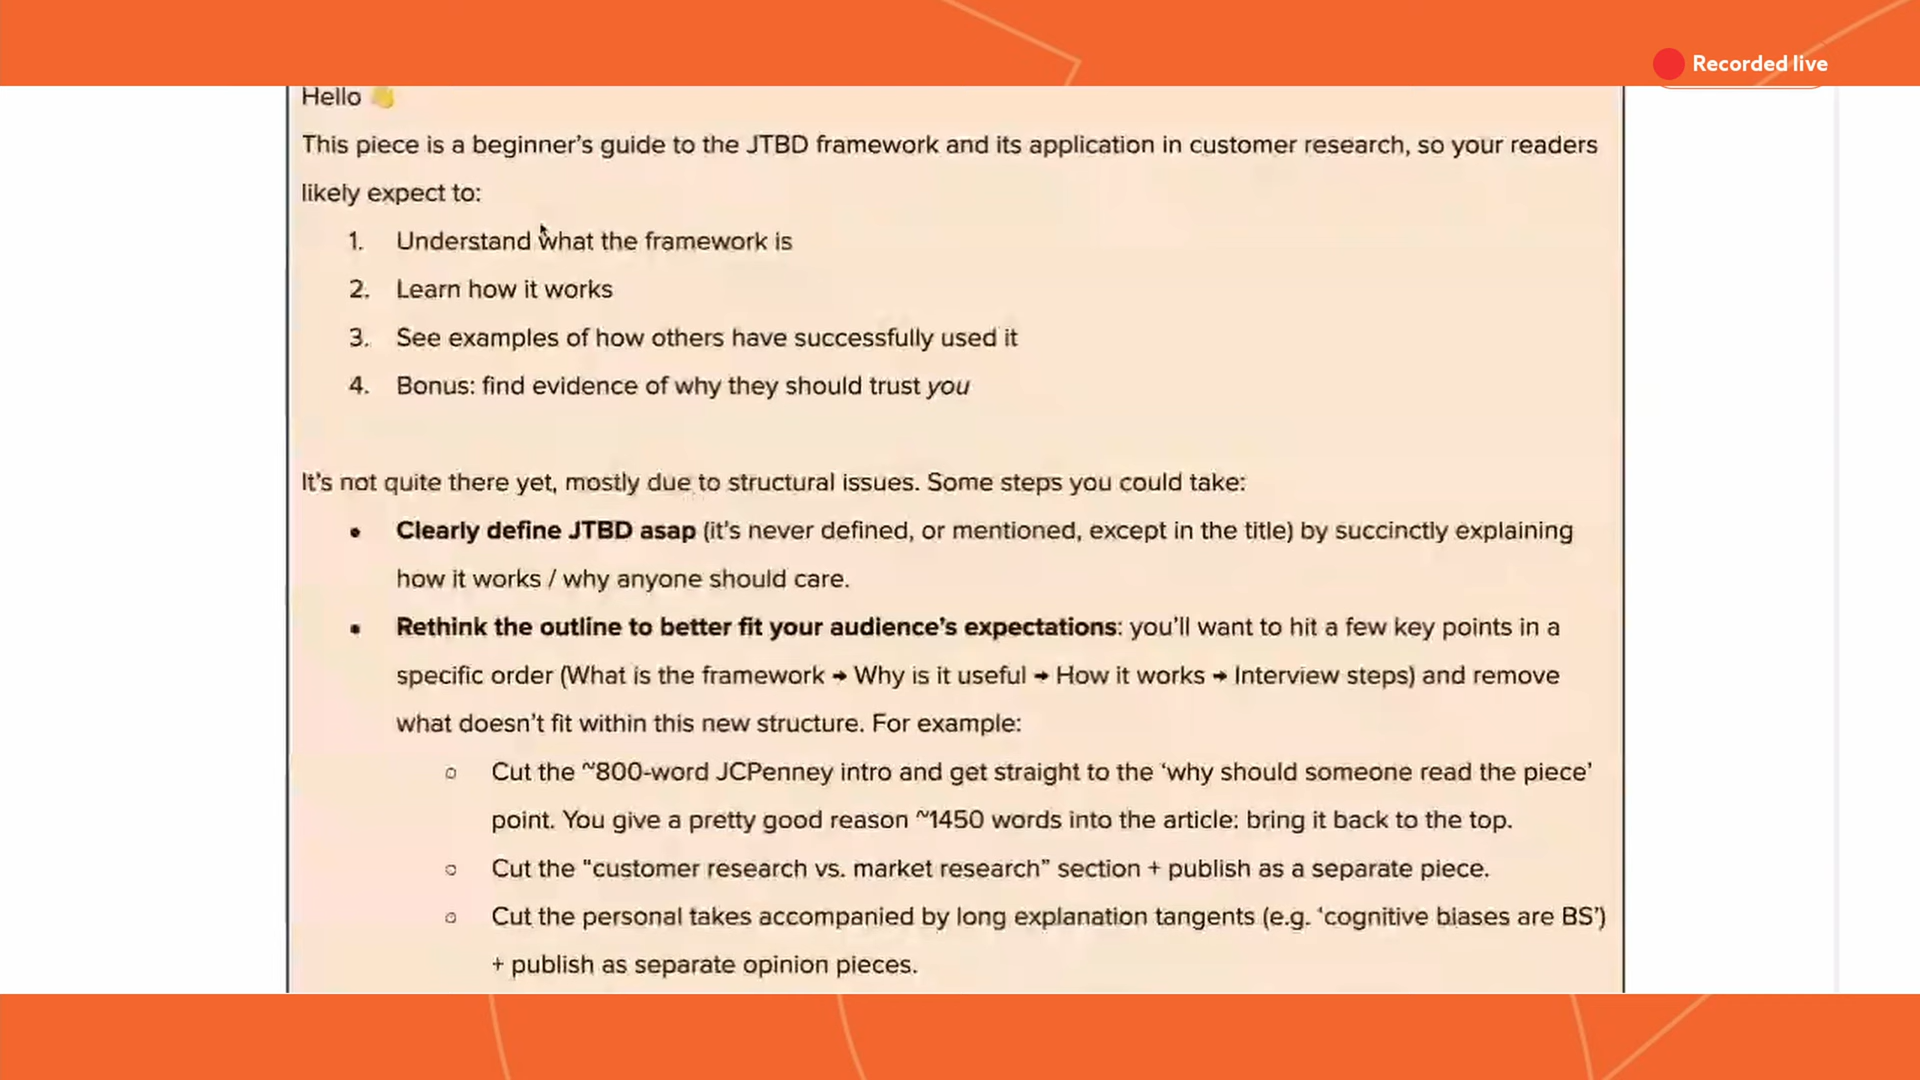 Recorded live
Hello 👋
This piece is a beginner’s guide to the JTBD framework and its application in customer research, so your readers
likely expect to:
1. Understand what the framework is
2. Learn how it works
3. See examples of how others have successfully used it
4. Bonus: find evidence of why they should trust you
It’s not quite there yet, mostly due to structural issues. Some steps you could take:
• Clearly define JTBD asap (it’s never defined, or mentioned, except in the title) by succinctly explaining
how it works / why anyone should care.
• Rethink the outline to better fit your audience’s expectations: you’ll want to hit a few key points in a
specific order (What is the framework → Why is it useful → How it works → Interview steps) and remove
what doesn’t fit within this new structure. For example:
○ Cut the ~800-word JCPenney intro and get straight to the ‘why should someone read the piece’
point. You give a pretty good reason ~1450 words into the article: bring it back to the top.
○ Cut the “customer research vs. market research” section + publish as a separate piece.
○ Cut the personal takes accompanied by long explanation tangents (e.g. ‘cognitive biases are BS’)
+ publish as separate opinion pieces.